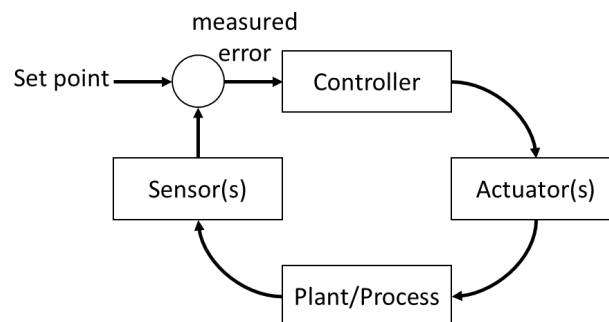 measured
error
Set point
Controller
Sensor(s)
Actuator(s)
Plant/Process